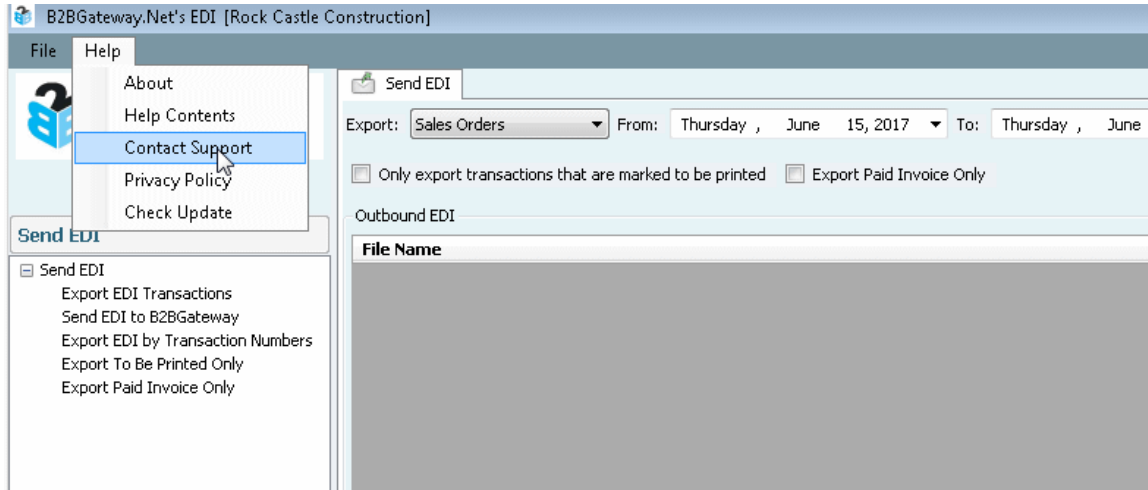 B2BGateway.Net's EDI [Rock Castle Construction]
File Help
About
Help Contents
Contact Support
Privacy Policy
Check Update
Send EDI
Send EDI
Export EDI Transactions
Send EDI to B2BGateway
Export EDI by Transaction Numbers
Export To Be Printed Only
Export Paid Invoice Only
Send EDI
Export: Sales Orders From: Thursday , June 15, 2017 To: Thursday , June
Only export transactions that are marked to be printed Export Paid Invoice Only
Outbound EDI
File Name